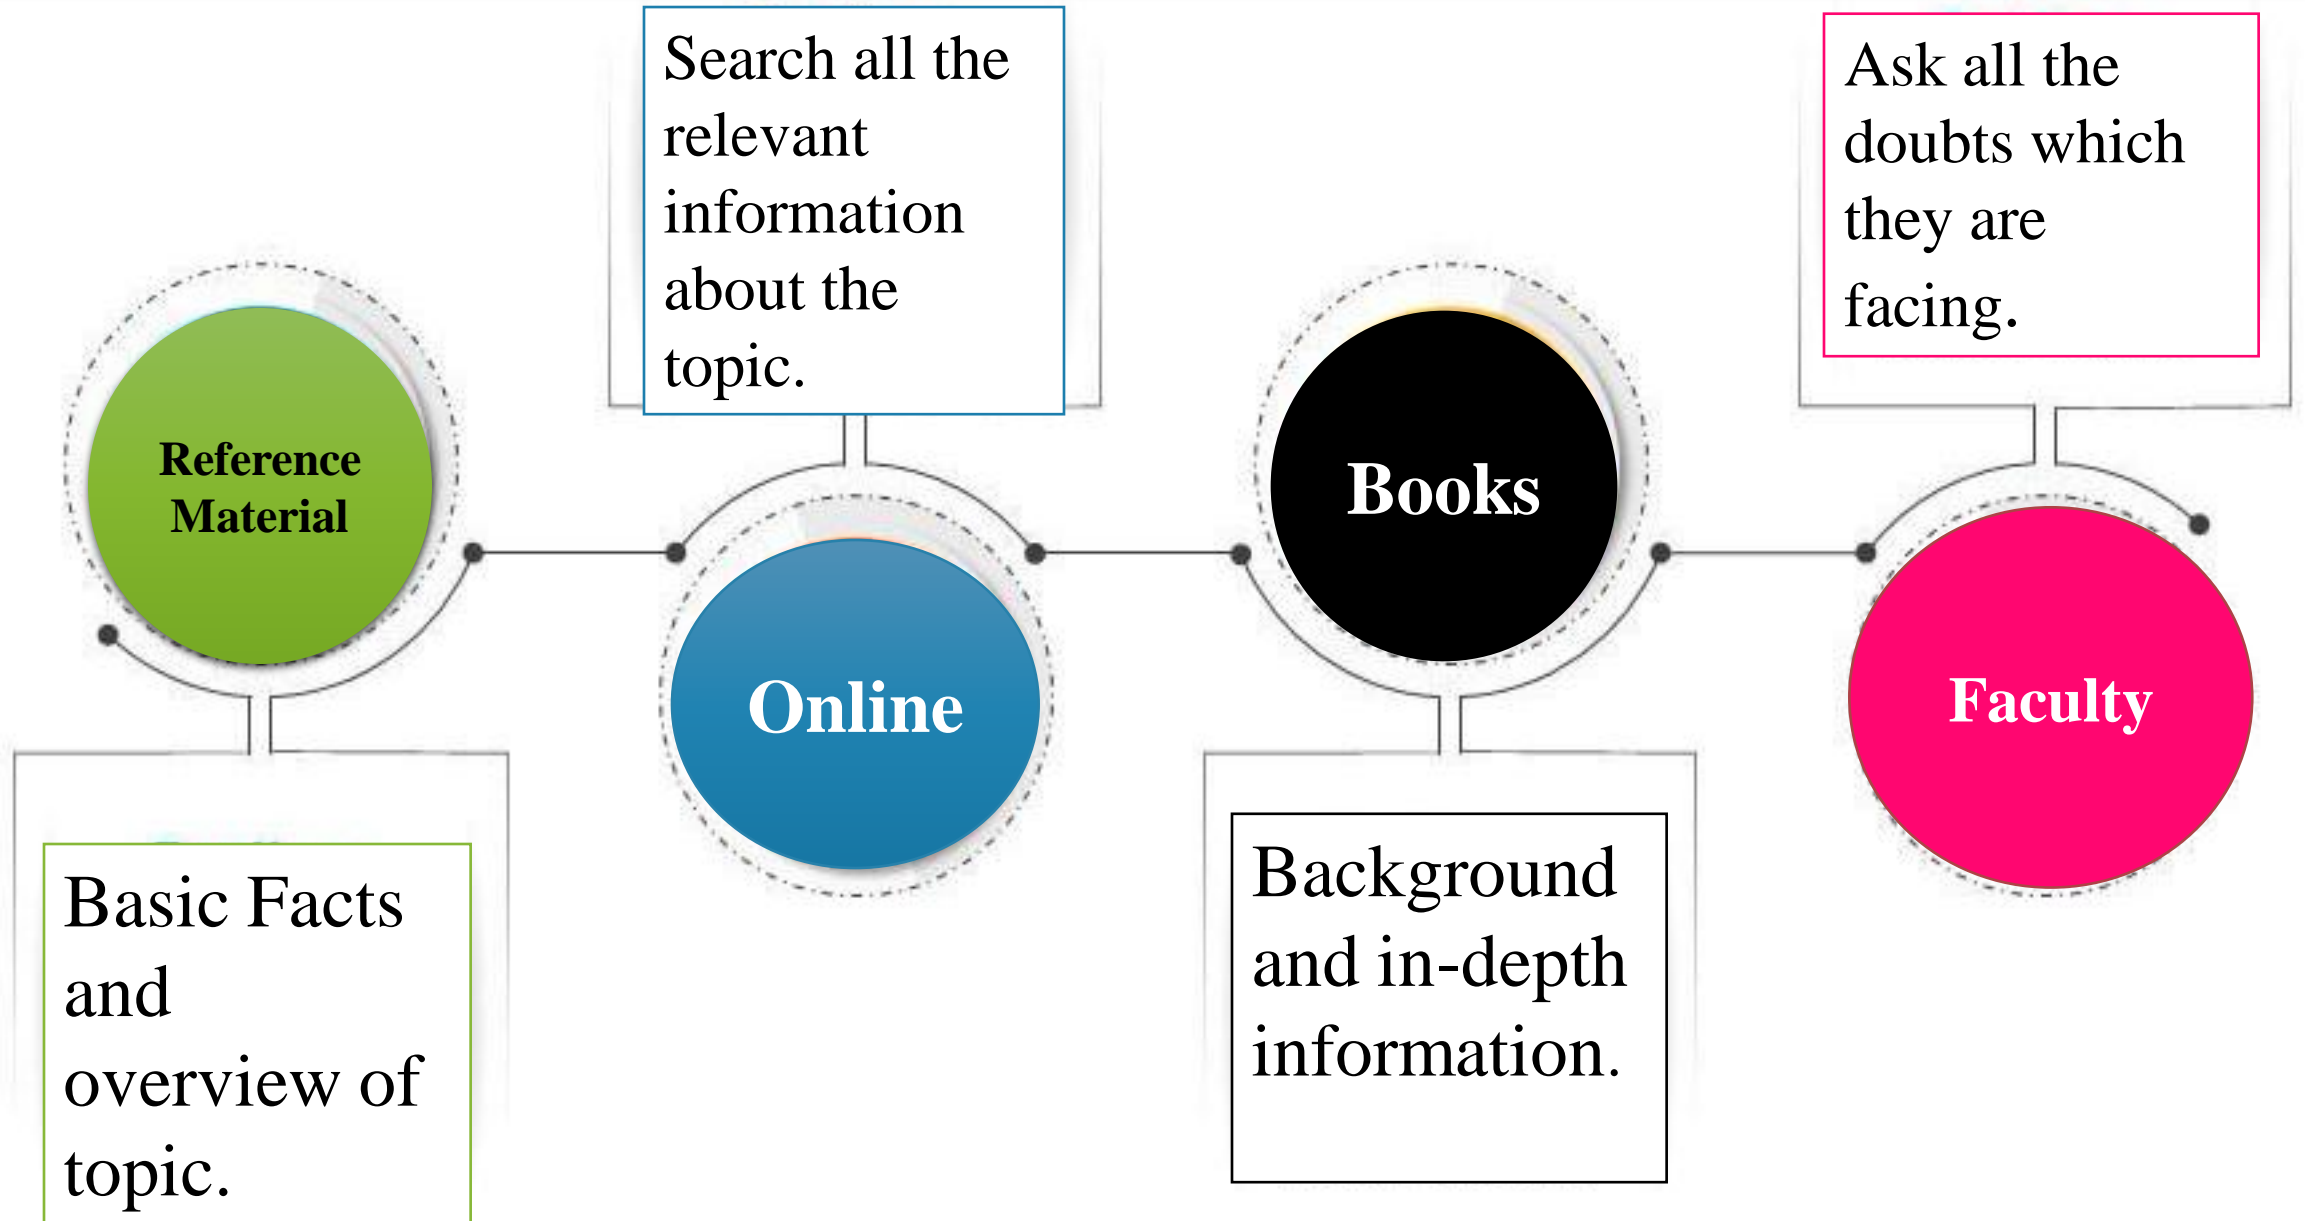 Reference
Material
Basic Facts
and
overview of
topic.
Search all the
relevant
information
about the
topic.
Online
Books
Background
and in-depth
information.
Ask all the
doubts which
they are
facing.
Faculty